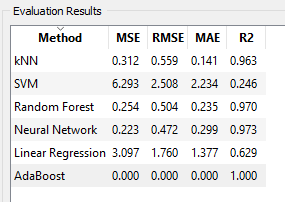 Evaluation Results
Method MSE RMSE MAE R2
kNN 0.312 0.559 0.141 0.963
SVM 6.293 2.508 2.234 0.246
Random Forest 0.254 0.504 0.235 0.970
Neural Network 0.223 0.472 0.299 0.973
Linear Regression 3.097 1.760 1.377 0.629
AdaBoost 0.000 0.000 0.000 1.000